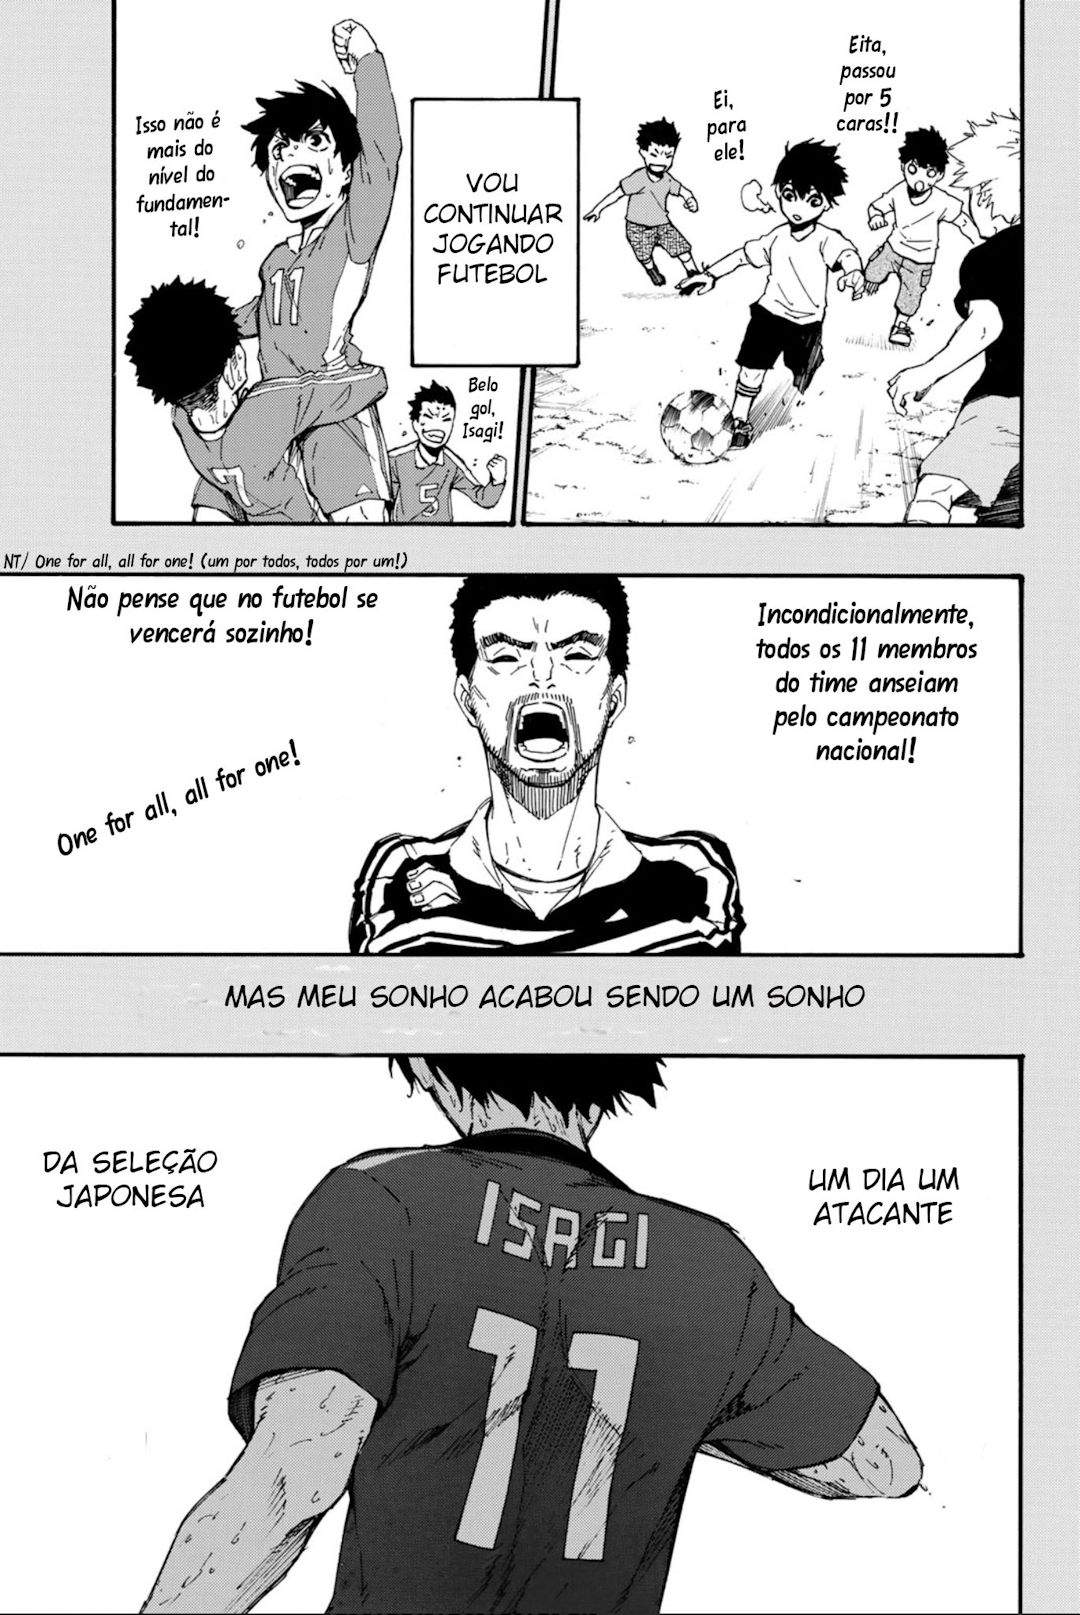 Eita,
passou
por 5
caras!!
Ei,
para
ele!
VOU
CONTINUAR
JOGANDO
FUTEBOL
Isso não é
mais do
nível do
fundamen-
tal!
11
7
Belo
gol,
Isagi!
5
NT/ One for all, all for one! (um por todos, todos por um!)
Incondicionalmente,
todos os 11 membros
do time anseiam
pelo campeonato
nacional!
Não pense que no futebol se
vencerá sozinho!
One for all, all for one!
MAS MEU SONHO ACABOU SENDO UM SONHO
UM DIA UM
ATACANTE
DA SELEÇÃO
JAPONESA
ISAGI
11